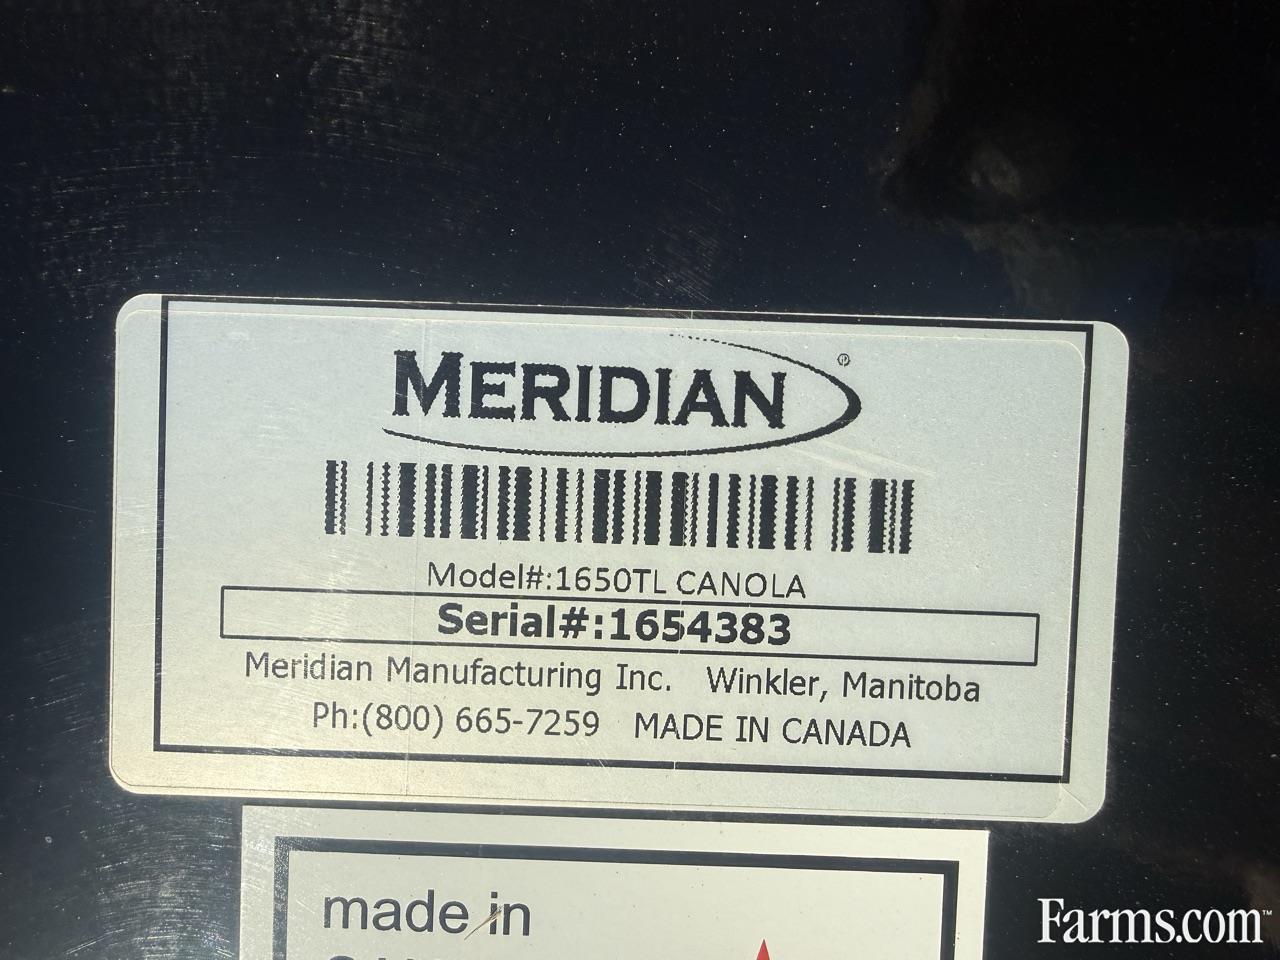 MERIDIAN
Model#:1650TL CANOLA
Serial#:1654383
Meridian Manufacturing Inc. Winkler, Manitoba
Ph:(800) 665-7259 MADE IN CANADA
made in
Farms.com™